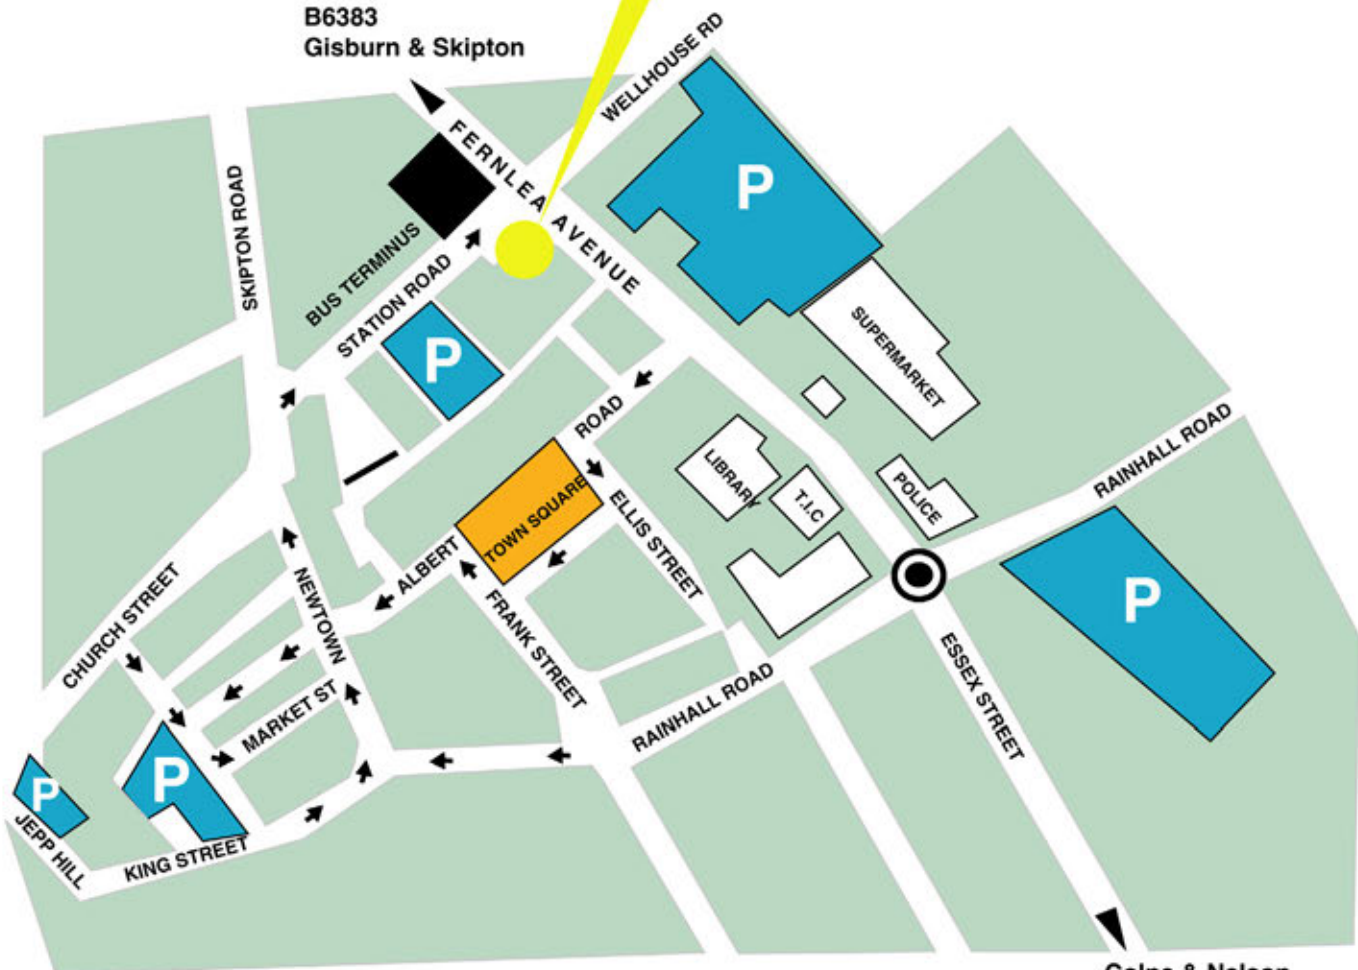 B6383
Gisburn & Skipton
WELLHOUSE RD
FERNLEA AVENUE
P
SKIPTON ROAD
BUS TERMINUS
STATION ROAD
P
SUPERMARKET
ROAD
RAINHALL ROAD
LIBRARY
T.I.C
POLICE
TOWN SQUARE
ELLIS STREET
ALBERT
FRANK STREET
NEWTOWN
CHURCH STREET
P
ESSEX STREET
RAINHALL ROAD
MARKET ST
P
P
JEPP HILL
KING STREET
Colne & Nelson